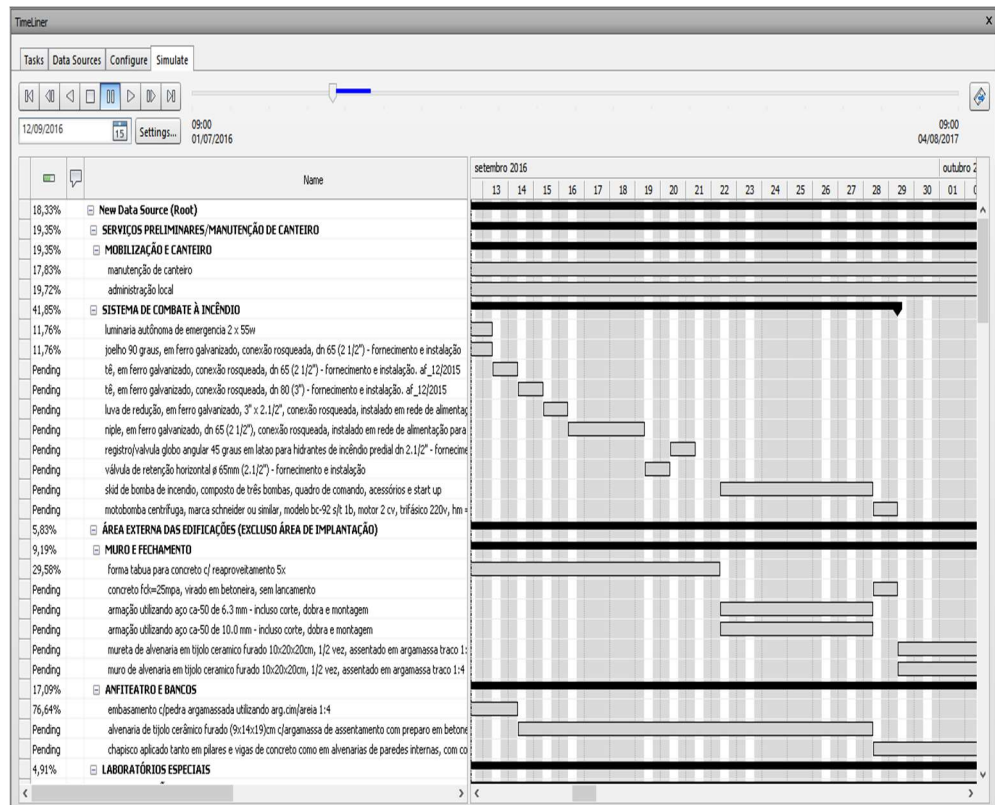 TimeLiner x
Tasks Data Sources Configure Simulate
12/09/2016 15 Settings... 09:00 09:00
01/07/2016 04/08/2017
Name
setembro 2016 outubro 2
13 14 15 16 17 18 19 20 21 22 23 24 25 26 27 28 29 30 01
18,33% New Data Source (Root)
19,35% SERVIÇOS PRELIMINARES/MANUTENÇÃO DE CANTEIRO
19,35% MOBILIZAÇÃO E CANTEIRO
17,83% manutenção de canteiro
19,72% administração local
41,85% SISTEMA DE COMBATE À INCÊNDIO
11,76% luminaria autônoma de emergencia 2 x 55w
11,76% joelho 90 graus, em ferro galvanizado, conexão rosqueada, dn 65 (2 1/2") - fornecimento e instalação
Pending tê, em ferro galvanizado, conexão rosqueada, dn 65 (2 1/2") - fornecimento e instalação. af_12/2015
Pending tê, em ferro galvanizado, conexão rosqueada, dn 80 (3") - fornecimento e instalação. af_12/2015
Pending luva de redução, em ferro galvanizado, 3" x 2.1/2", conexão rosqueada, instalado em rede de alimentaç
Pending niple, em ferro galvanizado, dn 65 (2 1/2"), conexão rosqueada, instalado em rede de alimentação para
Pending registro/valvula globo angular 45 graus em latao para hidrantes de incêndio predial dn 2.1/2" - fornecime
Pending válvula de retenção horizontal ø 65mm (2.1/2") - fornecimento e instalação
Pending skid de bomba de incendio, composto de três bombas, quadro de comando, acessórios e start up
Pending motobomba centrífuga, marca schneider ou similar, modelo bc-92 s/t 1b, motor 2 cv, trifásico 220v, hm =
5,83% ÁREA EXTERNA DAS EDIFICAÇÕES (EXCLUSO ÁREA DE IMPLANTAÇÃO)
9,19% MURO E FECHAMENTO
29,58% forma tabua para concreto c/ reaproveitamento 5x
Pending concreto fck=25mpa, virado em betoneira, sem lancamento
Pending armação utilizando aço ca-50 de 6.3 mm - incluso corte, dobra e montagem
Pending armação utilizando aço ca-50 de 10.0 mm - incluso corte, dobra e montagem
Pending mureta de alvenaria em tijolo ceramico furado 10x20x20cm, 1/2 vez, assentado em argamassa traco 1:
Pending muro de alvenaria em tijolo ceramico furado 10x20x20cm, 1/2 vez, assentado em argamassa traco 1:4
17,09% ANFITEATRO E BANCOS
76,64% embasamento c/pedra argamassada utilizando arg.cim/areia 1:4
Pending alvenaria de tijolo cerâmico furado (9x14x19)cm c/argamassa de assentamento com preparo em betone
Pending chapisco aplicado tanto em pilares e vigas de concreto como em alvenarias de paredes internas, com co
4,91% LABORATÓRIOS ESPECIAIS